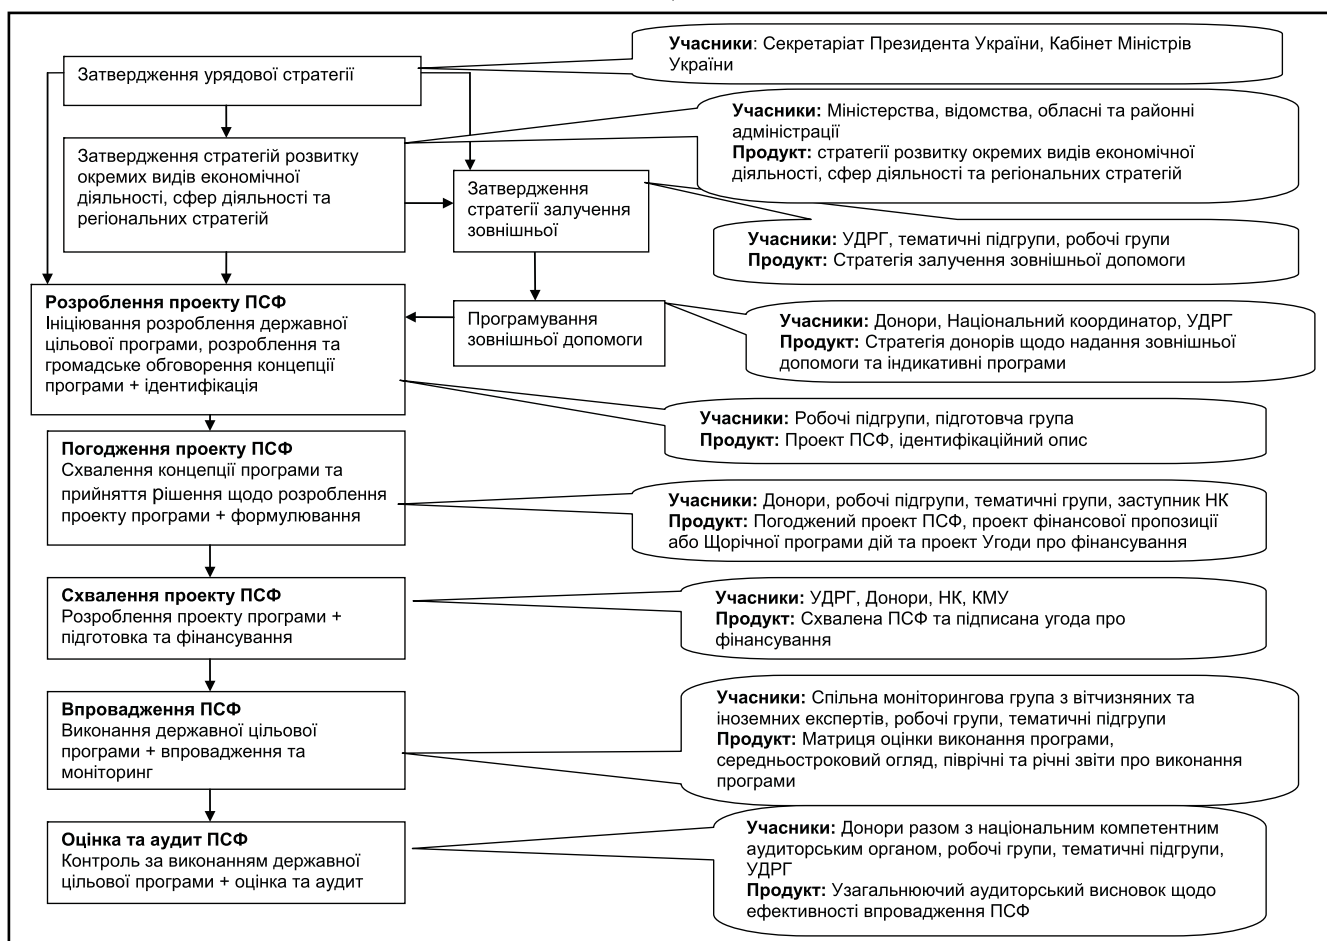 Учасники: Секретаріат Президента України, Кабінет Міністрів
України
Затвердження урядової стратегії
Учасники: Міністерства, відомства, обласні та районні
адміністрації
Продукт: стратегії розвитку окремих видів економічної
діяльності, сфер діяльності та регіональних стратегій
Затвердження стратегій розвитку
окремих видів економічної
діяльності, сфер діяльності та
регіональних стратегій
Затвердження
стратегії залучення
зовнішньої
Учасники: УДРГ, тематичні підгрупи, робочі групи
Продукт: Стратегія залучення зовнішньої допомоги
Розроблення проекту ПСФ
Ініціювання розроблення державної
цільової програми, розроблення та
громадське обговорення концепції
програми + ідентифікація
Програмування
зовнішньої допомоги
Учасники: Донори, Національний координатор, УДРГ
Продукт: Стратегія донорів щодо надання зовнішньої
допомоги та індикативні програми
Учасники: Робочі підгрупи, підготовча група
Продукт: Проект ПСФ, ідентифікаційний опис
Погодження проекту ПСФ
Схвалення концепції програми та
прийняття рішення щодо розроблення
проекту програми + формулювання
Учасники: Донори, робочі підгрупи, тематичні групи, заступник НК
Продукт: Погоджений проект ПСФ, проект фінансової пропозиції
або Щорічної програми дій та проект Угоди про фінансування
Схвалення проекту ПСФ
Розроблення проекту програми +
підготовка та фінансування
Учасники: УДРГ, Донори, НК, КМУ
Продукт: Схвалена ПСФ та підписана угода про
фінансування
Впровадження ПСФ
Виконання державної цільової
програми + впровадження та
моніторинг
Учасники: Спільна моніторингова група з вітчизняних та
іноземних експертів, робочі групи, тематичні підгрупи
Продукт: Матриця оцінки виконання програми,
середньостроковий огляд, піврічні та річні звіти про виконання
програми
Оцінка та аудит ПСФ
Контроль за виконанням державної
цільової програми + оцінка та аудит
Учасники: Донори разом з національним компетентним
аудиторським органом, робочі групи, тематичні підгрупи,
УДРГ
Продукт: Узагальнюючий аудиторський висновок щодо
ефективності впровадження ПСФ